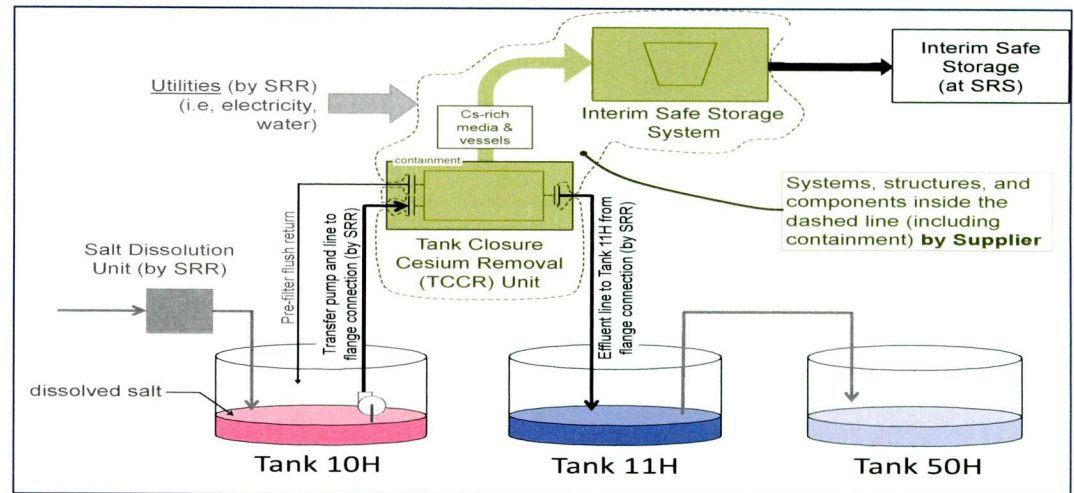 Utilities (by SRR)
(i.e, electricity,
water)
Cs-rich
media &
vessels
Interim Safe Storage
System
Interim Safe
Storage
(at SRS)
containment
Tank Closure
Cesium Removal
(TCCR) Unit
Systems, structures, and
components inside the
dashed line (including
containment) by Supplier
Salt Dissolution
Unit (by SRR)
Pre-filter flush return
Transfer pump and line to
flange connection (by SRR)
Effluent line to Tank 11H from
flange connection (by SRR)
dissolved salt
Tank 10H
Tank 11H
Tank 50H